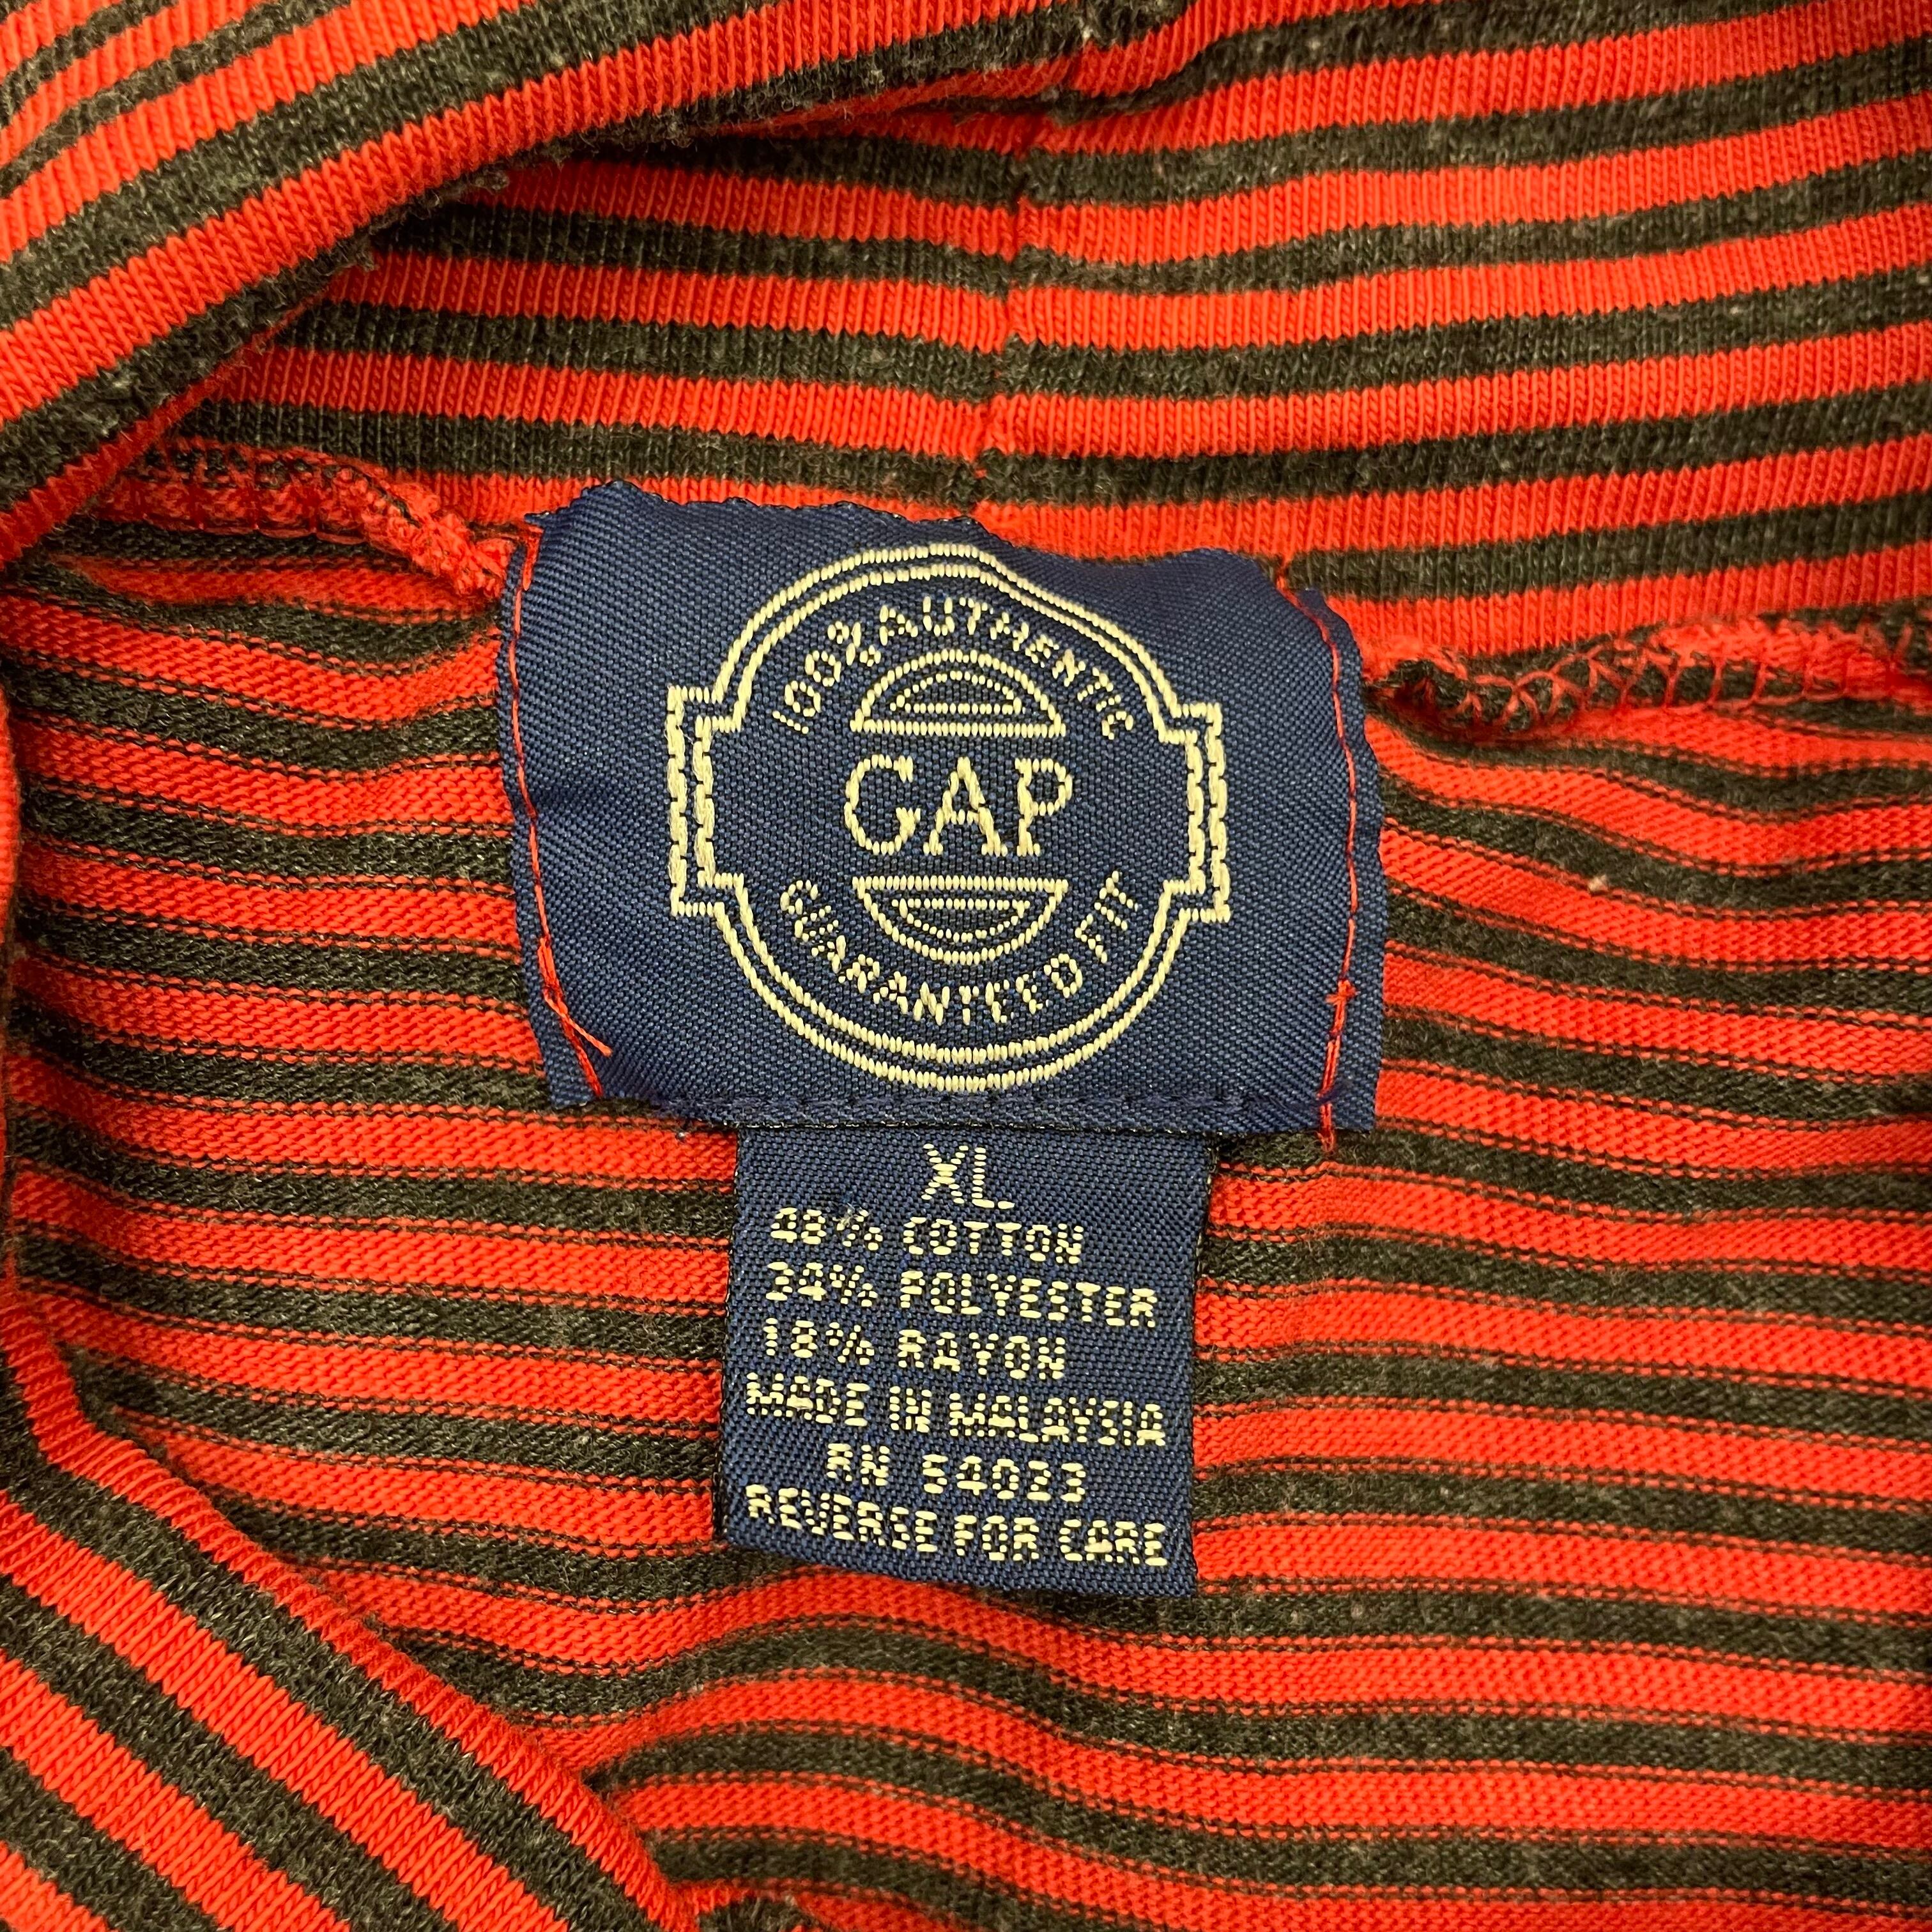 100% AUTHENTIC
GAP
GUARANTEED FIT
XL
48% COTTON
34% POLYESTER
18% RAYON
MADE IN MALAYSIA
RN 54023
REVERSE FOR CARE